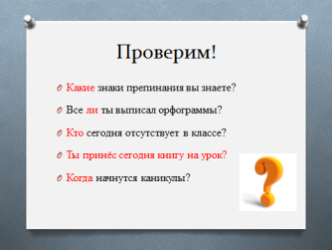 Проверим!
Какие знаки препинания вы знаете?
Все ли ты выписал орфограммы?
Кто сегодня отсутствует в классе?
Ты принёс сегодня книгу на урок?
Когда начнутся каникулы?